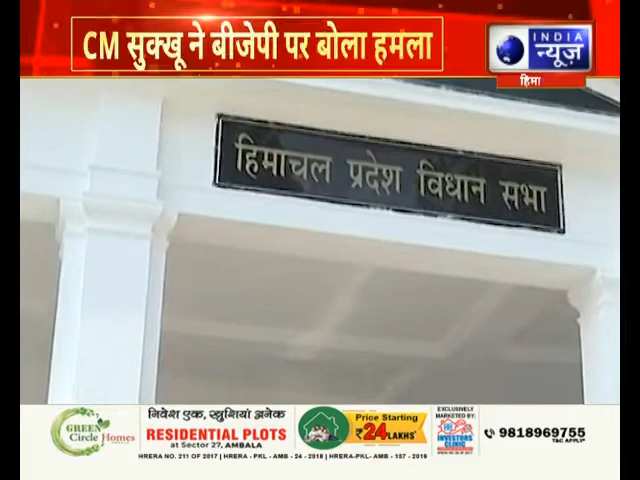 CM सुक्खू ने बीजेपी पर बोला हमला
INDIA
न्यूज़
हिमा
हिमाचल प्रदेश विधान सभा
GREEN
Circle Homes
निवेश एक, खुशियां अनेक
RESIDENTIAL PLOTS
at Sector 27, AMBALA
Price Starting
₹24 LAKHS*
EXCLUSIVELY
MARKETED BY:
INVESTORS
CLINIC
9818969755
T&C APPLY*
HRERA NO. 211 OF 2017 | HRERA - PKL - AMB - 24 - 2018 | HRERA-PKL- AMB - 107 - 2019